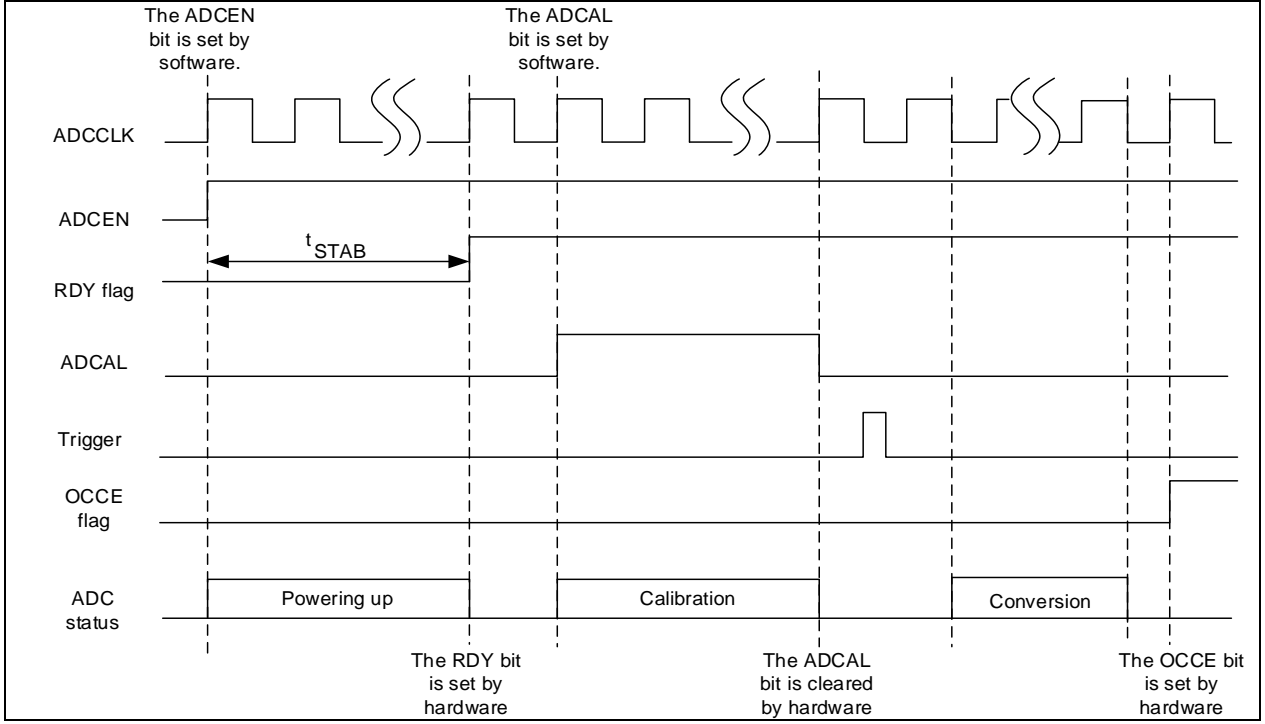 The ADCEN
bit is set by
software.
The ADCAL
bit is set by
software.
ADCCLK
ADCEN
tSTAB
RDY flag
ADCAL
Trigger
OCCE
flag
ADC
status
Powering up
Calibration
Conversion
The RDY bit
is set by
hardware
The ADCAL
bit is cleared
by hardware
The OCCE bit
is set by
hardware